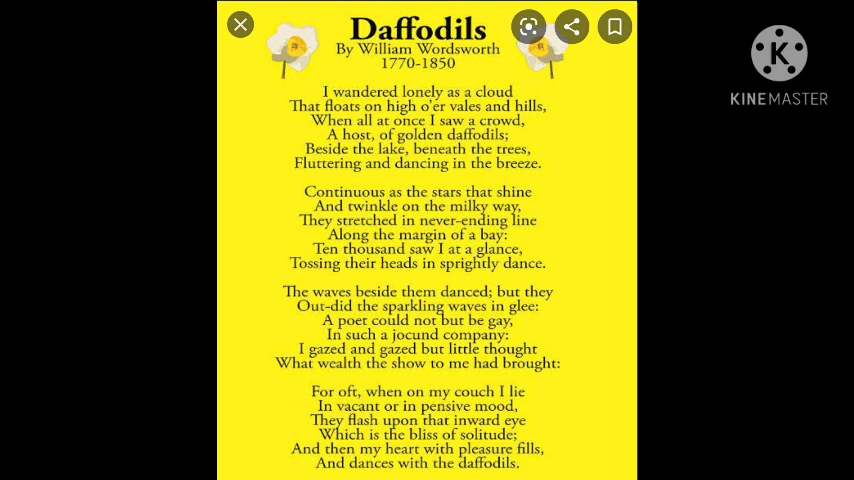 Daffodils
By William Wordsworth
1770-1850
I wandered lonely as a cloud
That floats on high o'er vales and hills,
When all at once I saw a crowd,
A host, of golden daffodils;
Beside the lake, beneath the trees,
Fluttering and dancing in the breeze.
Continuous as the stars that shine
And twinkle on the milky way,
They stretched in never-ending line
Along the margin of a bay:
Ten thousand saw I at a glance,
Tossing their heads in sprightly dance.
The waves beside them danced; but they
Out-did the sparkling waves in glee:
A poet could not but be gay,
In such a jocund company:
I gazed and gazed but little thought
What wealth the show to me had brought:
For oft, when on my couch I lie
In vacant or in pensive mood,
They flash upon that inward eye
Which is the bliss of solitude;
And then my heart with pleasure fills,
And dances with the daffodils.
K
KINEMASTER